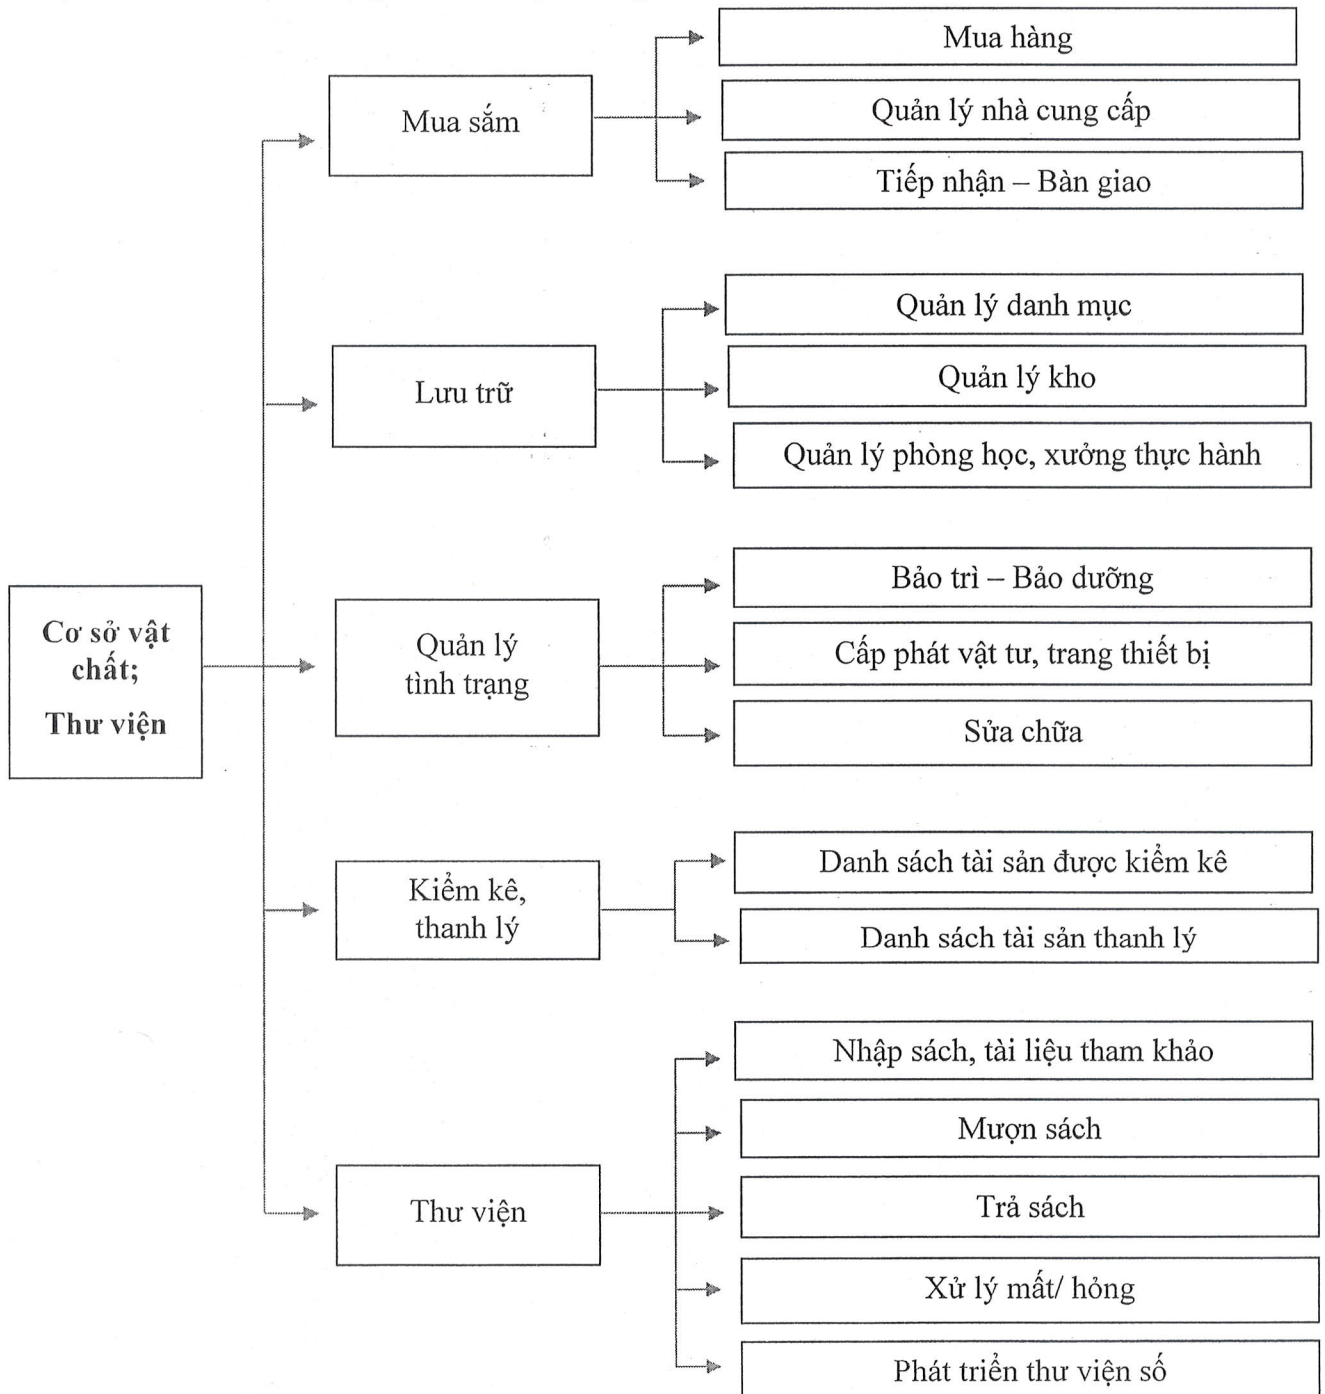 Cơ sở vật
chất;
Thư viện
Mua sắm
Mua hàng
Quản lý nhà cung cấp
Tiếp nhận – Bàn giao
Lưu trữ
Quản lý danh mục
Quản lý kho
Quản lý phòng học, xưởng thực hành
Quản lý
tình trạng
Bảo trì – Bảo dưỡng
Cấp phát vật tư, trang thiết bị
Sửa chữa
Kiểm kê,
thanh lý
Danh sách tài sản được kiểm kê
Danh sách tài sản thanh lý
Thư viện
Nhập sách, tài liệu tham khảo
Mượn sách
Trả sách
Xử lý mất/ hỏng
Phát triển thư viện số